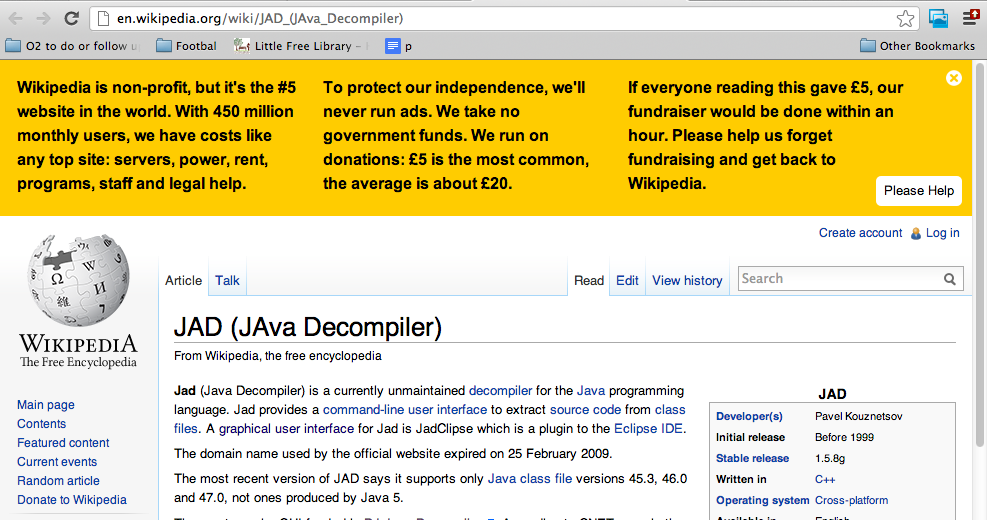 en.wikipedia.org/wiki/JAD_(JAva_Decompiler)
O2 to do or follow u Footbal Little Free Library – p Other Bookmarks
Wikipedia is non-profit, but it's the #5
website in the world. With 450 million
monthly users, we have costs like
any top site: servers, power, rent,
programs, staff and legal help.
To protect our independence, we'll
never run ads. We take no
government funds. We run on
donations: £5 is the most common,
the average is about £20.
If everyone reading this gave £5, our
fundraiser would be done within an
hour. Please help us forget
fundraising and get back to
Wikipedia.
Please Help
Create account Log in
Article Talk Read Edit View history Search
WIKIPEDIA
The Free Encyclopedia
Main page
Contents
Featured content
Current events
Random article
Donate to Wikipedia
JAD (JAva Decompiler)
From Wikipedia, the free encyclopedia
Jad (Java Decompiler) is a currently unmaintained decompiler for the Java programming
language. Jad provides a command-line user interface to extract source code from class
files. A graphical user interface for Jad is JadClipse which is a plugin to the Eclipse IDE.
The domain name used by the official website expired on 25 February 2009.
The most recent version of JAD says it supports only Java class file versions 45.3, 46.0
and 47.0, not ones produced by Java 5.
JAD
Developer(s) Pavel Kouznetsov
Initial release Before 1999
Stable release 1.5.8g
Written in C++
Operating system Cross-platform
Available in English